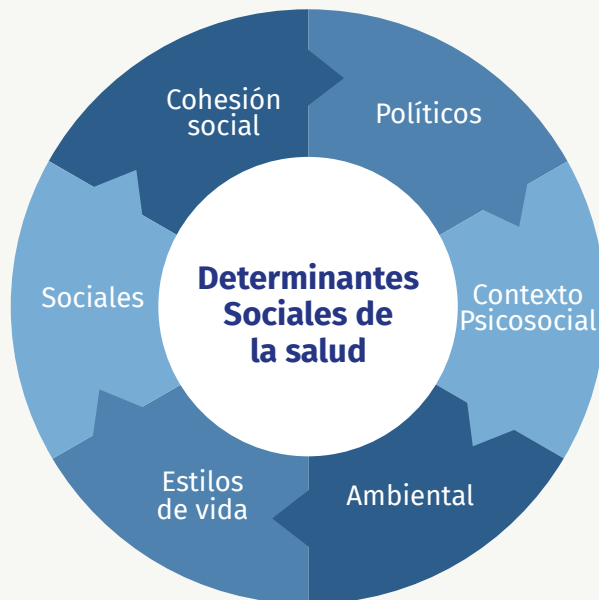 Cohesión
social
Políticos
Sociales
Determinantes
Sociales de
la salud
Contexto
Psicosocial
Estilos
de vida
Ambiental